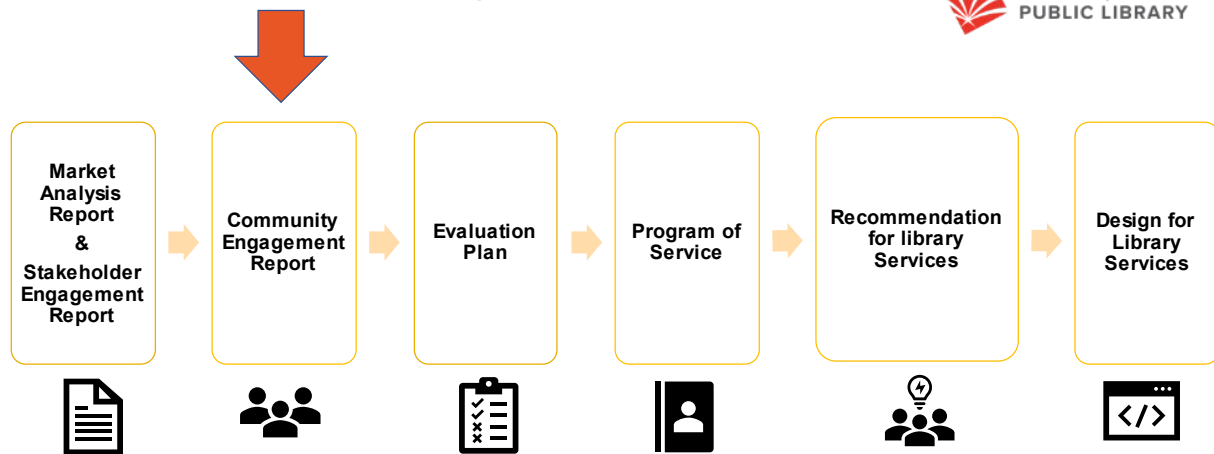 PUBLIC LIBRARY
Market
Analysis
Report
&
Stakeholder
Engagement
Report
Community
Engagement
Report
Evaluation
Plan
Program of
Service
Recommendation
for library
Services
Design for
Library
Services